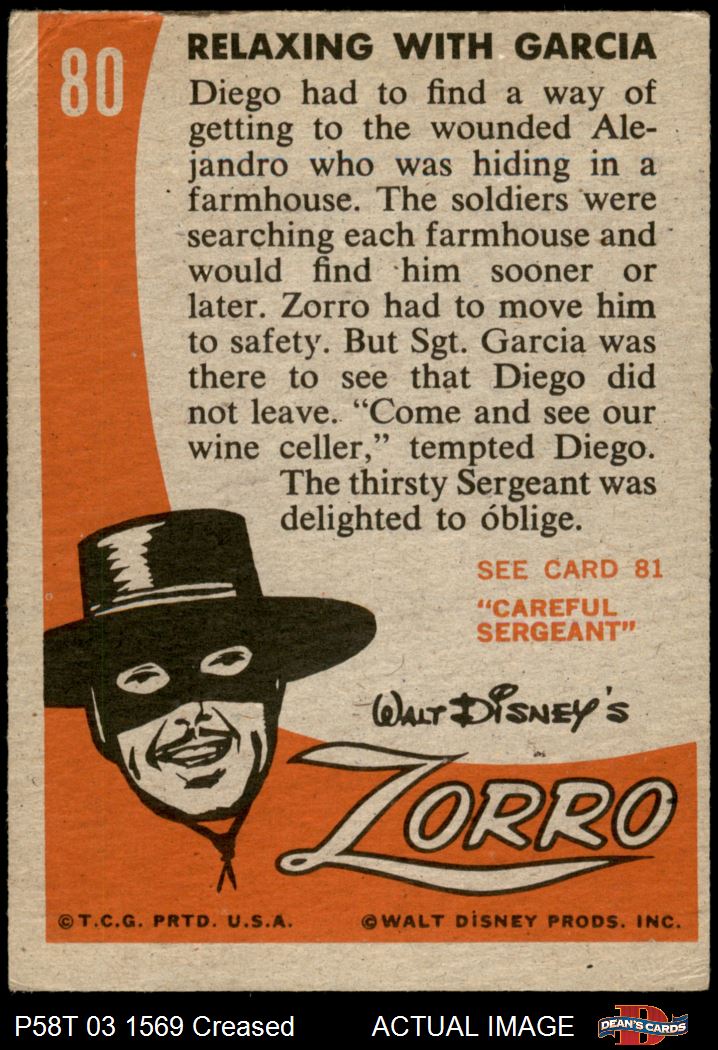 80
RELAXING WITH GARCIA
Diego had to find a way of
getting to the wounded Ale-
jandro who was hiding in a
farmhouse. The soldiers were
searching each farmhouse and
would find him sooner or
later. Zorro had to move him
to safety. But Sgt. Garcia was
there to see that Diego did
not leave. “Come and see our
wine celler,” tempted Diego.
The thirsty Sergeant was
delighted to oblige.
SEE CARD 81
“CAREFUL
SERGEANT”
WALT DISNEY'S
ZORRO
©T.C.G. PRTD. U.S.A.
©WALT DISNEY PRODS. INC.
P58T 03 1569 Creased
ACTUAL IMAGE
DEAN'S CARDS